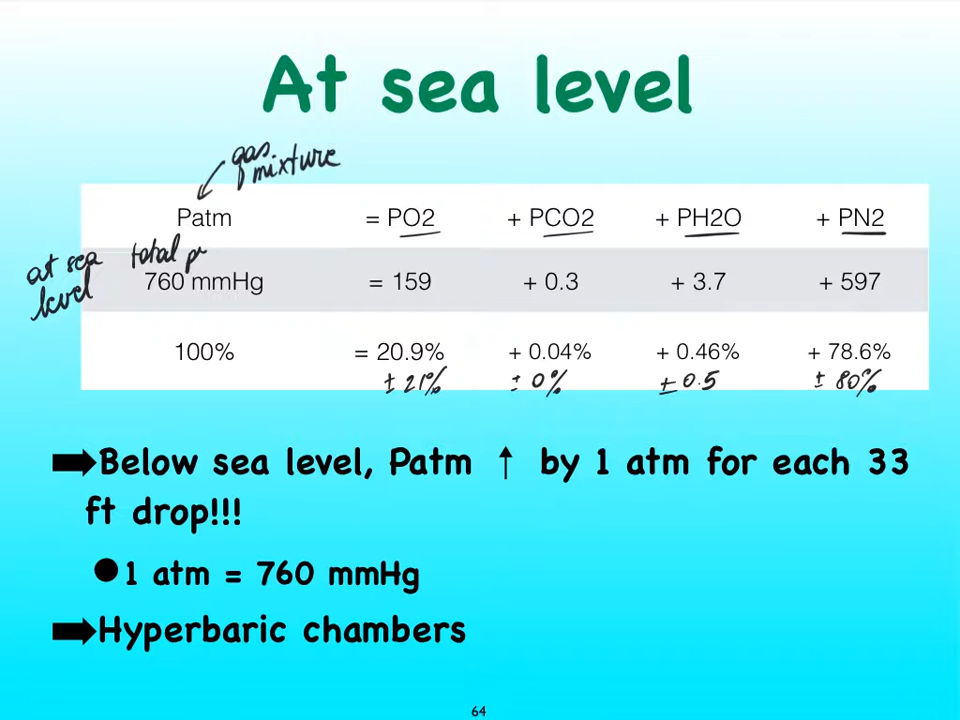 At sea level
gas
mixture
Patm = PO2 + PCO2 + PH2O + PN2
at sea
level
total
760 mmHg = 159 + 0.3 + 3.7 + 597
100% = 20.9% + 0.04% + 0.46% + 78.6%
± 21% ± 0% ± 0.5 ± 80%
Below sea level, Patm ↑ by 1 atm for each 33
ft drop!!!
1 atm = 760 mmHg
Hyperbaric chambers
64